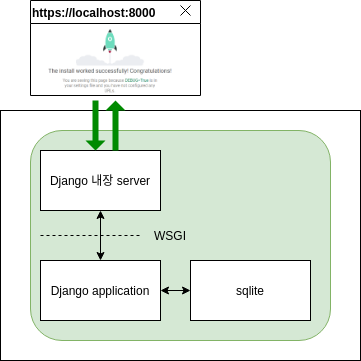 https://localhost:8000
The install worked successfully! Congratulations!
You are seeing this page because DEBUG=True is in
your settings file and you have not configured any
URLs.
Django 내장 server
WSGI
Django application
sqlite